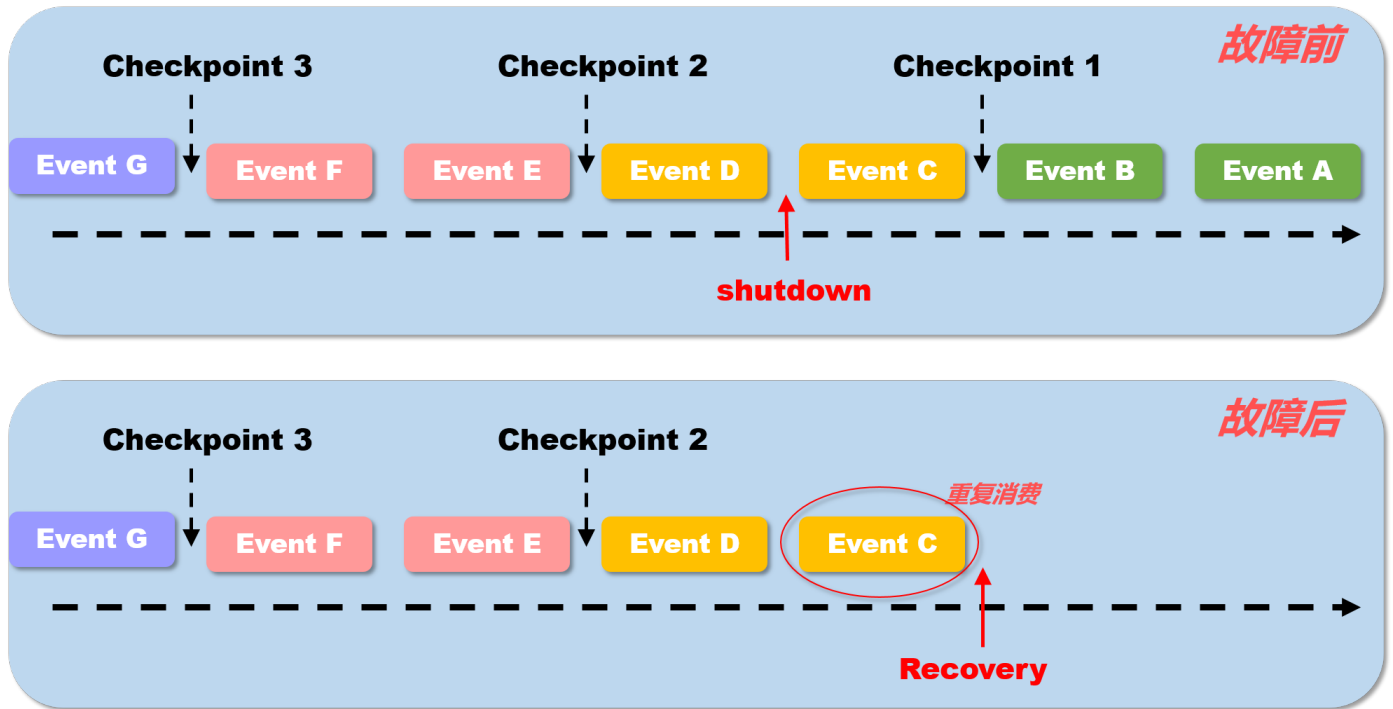 故障前
Checkpoint 3
Checkpoint 2
Checkpoint 1
Event G
Event F
Event E
Event D
Event C
Event B
Event A
shutdown
故障后
Checkpoint 3
Checkpoint 2
重复消费
Event G
Event F
Event E
Event D
Event C
Recovery